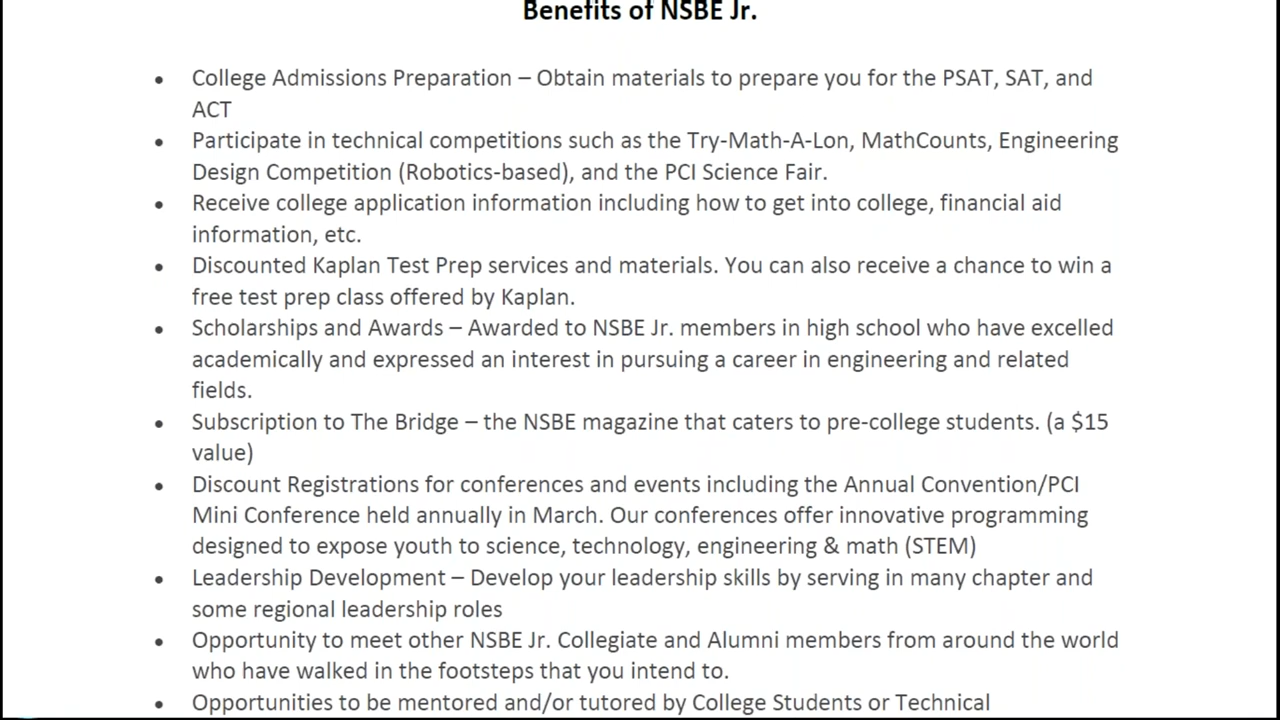 Benefits of NSBE Jr.
• College Admissions Preparation – Obtain materials to prepare you for the PSAT, SAT, and
ACT
• Participate in technical competitions such as the Try-Math-A-Lon, MathCounts, Engineering
Design Competition (Robotics-based), and the PCI Science Fair.
• Receive college application information including how to get into college, financial aid
information, etc.
• Discounted Kaplan Test Prep services and materials. You can also receive a chance to win a
free test prep class offered by Kaplan.
• Scholarships and Awards – Awarded to NSBE Jr. members in high school who have excelled
academically and expressed an interest in pursuing a career in engineering and related
fields.
• Subscription to The Bridge – the NSBE magazine that caters to pre-college students. (a $15
value)
• Discount Registrations for conferences and events including the Annual Convention/PCI
Mini Conference held annually in March. Our conferences offer innovative programming
designed to expose youth to science, technology, engineering & math (STEM)
• Leadership Development – Develop your leadership skills by serving in many chapter and
some regional leadership roles
• Opportunity to meet other NSBE Jr. Collegiate and Alumni members from around the world
who have walked in the footsteps that you intend to.
• Opportunities to be mentored and/or tutored by College Students or Technical